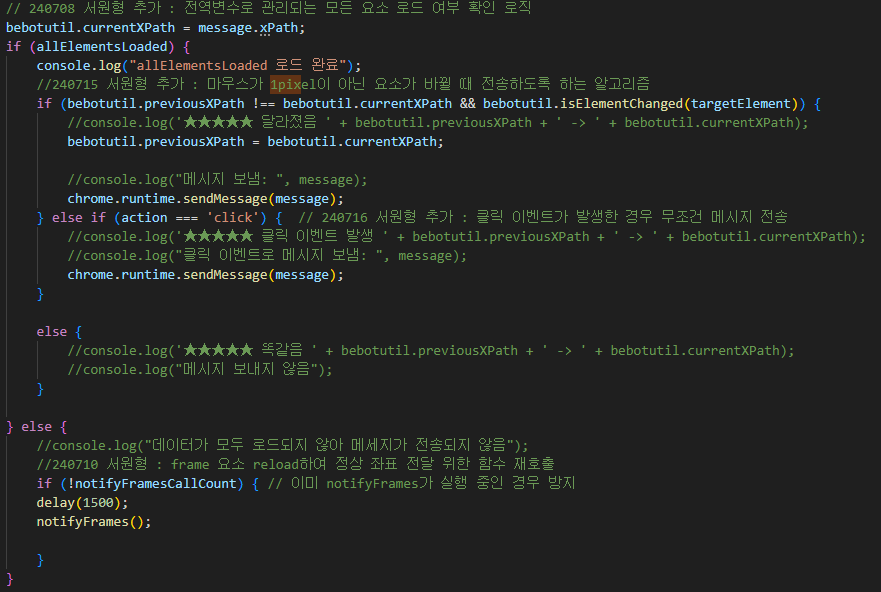 // 240708 서원형 추가 : 전역변수로 관리되는 모든 요소 로드 여부 확인 로직
bebotutil.currentXPath = message.xPath;
if (allElementsLoaded) {
console.log("allElementsLoaded 로드 완료");
//240715 서원형 추가 : 마우스가 1pixel이 아닌 요소가 바뀔 때 전송하도록 하는 알고리즘
if (bebotutil.previousXPath !== bebotutil.currentXPath && bebotutil.isElementChanged(targetElement)) {
//console.log('★★★★★ 달라졌음 ' + bebotutil.previousXPath + ' -> ' + bebotutil.currentXPath);
bebotutil.previousXPath = bebotutil.currentXPath;
//console.log("메시지 보냄: ", message);
chrome.runtime.sendMessage(message);
} else if (action === 'click') {  // 240716 서원형 추가 : 클릭 이벤트가 발생한 경우 무조건 메시지 전송
//console.log('★★★★★ 클릭 이벤트 발생 ' + bebotutil.previousXPath + ' -> ' + bebotutil.currentXPath);
//console.log("클릭 이벤트로 메시지 보냄: ", message);
chrome.runtime.sendMessage(message);
}
else {
//console.log('★★★★★ 똑같음 ' + bebotutil.previousXPath + ' -> ' + bebotutil.currentXPath);
//console.log("메시지 보내지 않음");
}
} else {
//console.log("데이터가 모두 로드되지 않아 메세지가 전송되지 않음");
//240710 서원형 : frame 요소 reload하여 정상 좌표 전달 위한 함수 재호출
if (!notifyFramesCallCount) { // 이미 notifyFrames가 실행 중인 경우 방지
delay(1500);
notifyFrames();
}
}